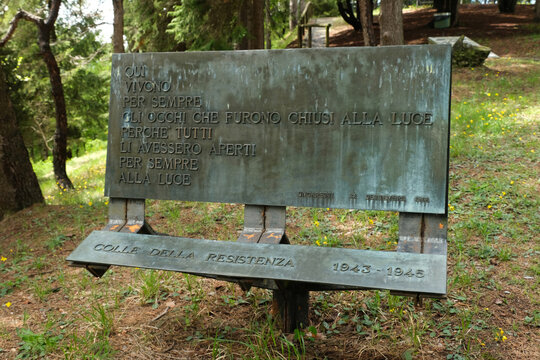 QUI
VIVONO
PER SEMPRE
GLI OCCHI CHE FURONO CHIUSI ALLA LUCE
PERCHÈ TUTTI
LI AVESSERO APERTI
PER SEMPRE
ALLA LUCE
COLLE DELLA RESISTENZA 1943-1945